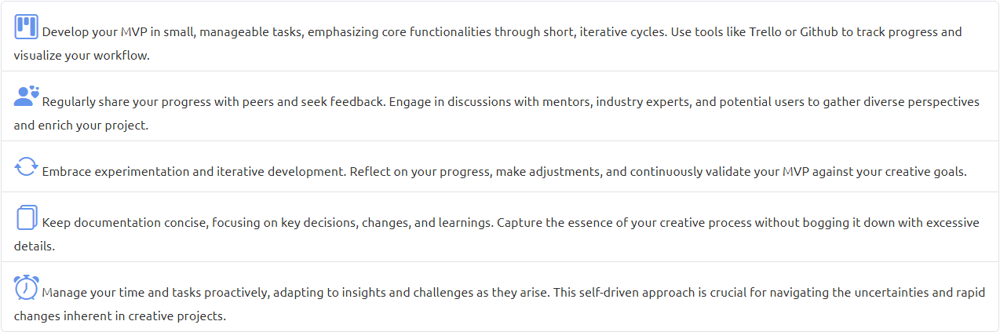 Develop your MVP in small, manageable tasks, emphasizing core functionalities through short, iterative cycles. Use tools like Trello or Github to track progress and
visualize your workflow.
Regularly share your progress with peers and seek feedback. Engage in discussions with mentors, industry experts, and potential users to gather diverse perspectives
and enrich your project.
Embrace experimentation and iterative development. Reflect on your progress, make adjustments, and continuously validate your MVP against your creative goals.
Keep documentation concise, focusing on key decisions, changes, and learnings. Capture the essence of your creative process without bogging it down with excessive
details.
Manage your time and tasks proactively, adapting to insights and challenges as they arise. This self-driven approach is crucial for navigating the uncertainties and rapid
changes inherent in creative projects.